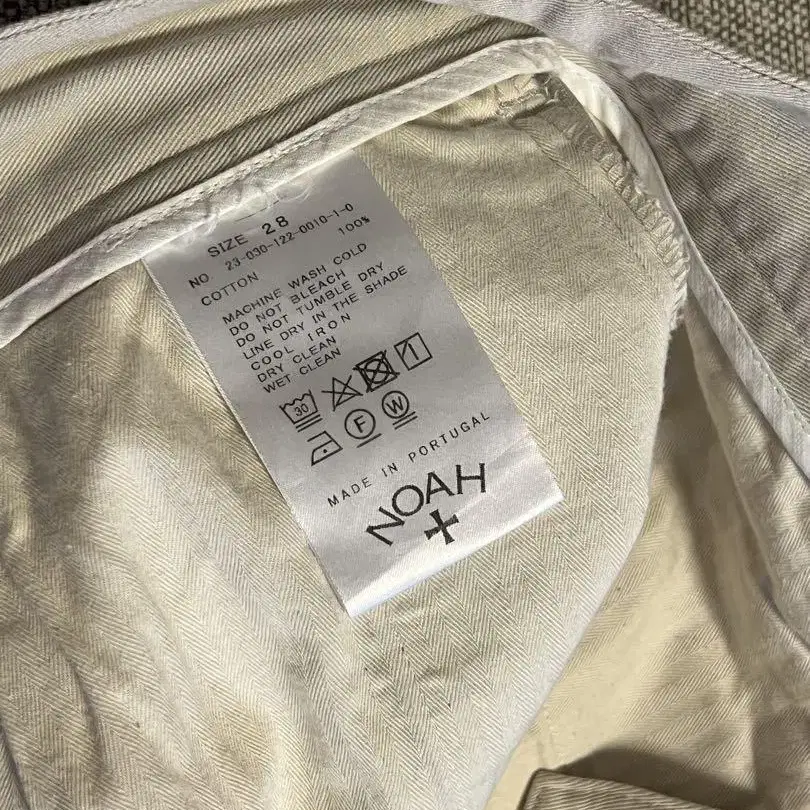 SIZE 28
NO 23-030-122-0010-1-0
COTTON 100%
MACHINE WASH COLD
DO NOT BLEACH
DO NOT TUMBLE DRY
LINE DRY IN THE SHADE
COOL IRON
DRY CLEAN
WET CLEAN
30
F W
MADE IN PORTUGAL
NOAH